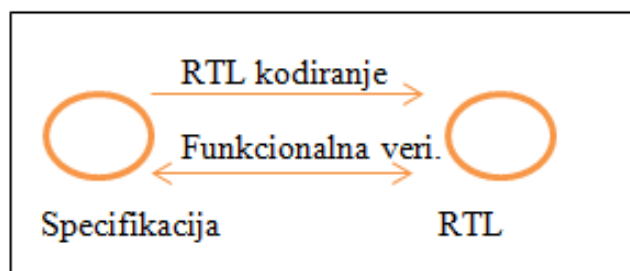 RTL kodiranje
Funkcionalna veri.
Specifikacija
RTL